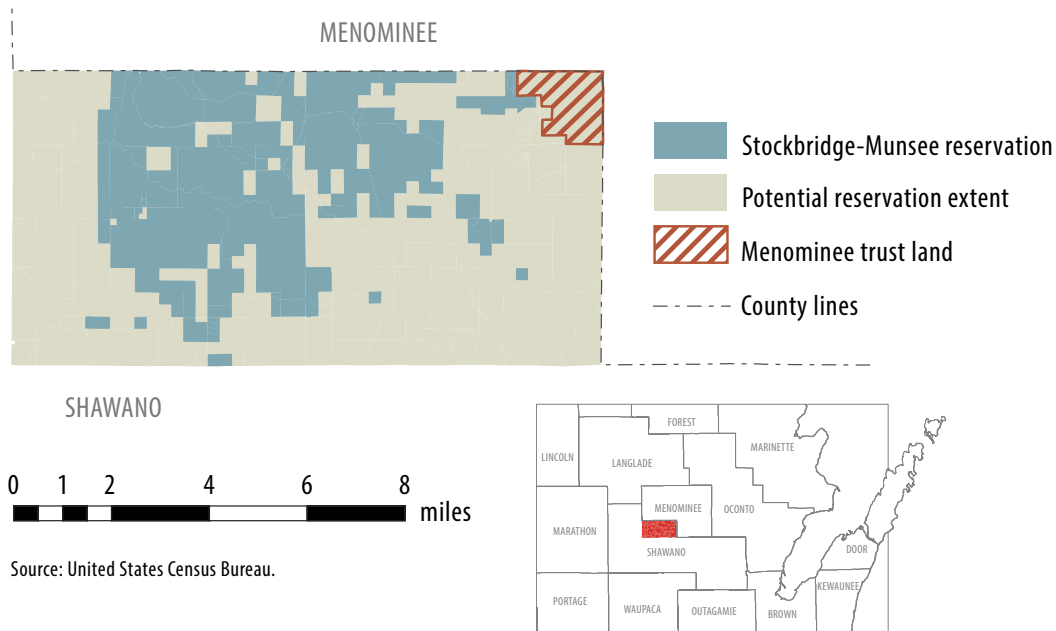 MENOMINEE
Stockbridge-Munsee reservation
Potential reservation extent
Menominee trust land
County lines
SHAWANO
0 1 2 4 6 8
miles
Source: United States Census Bureau.
FOREST
MARINETTE
LINCOLN
LANGLADE
MENOMINEE
OCONTO
MARATHON
SHAWANO
DOOR
KEWAUNEE
PORTAGE
WAUPACA
OUTAGAMIE
BROWN